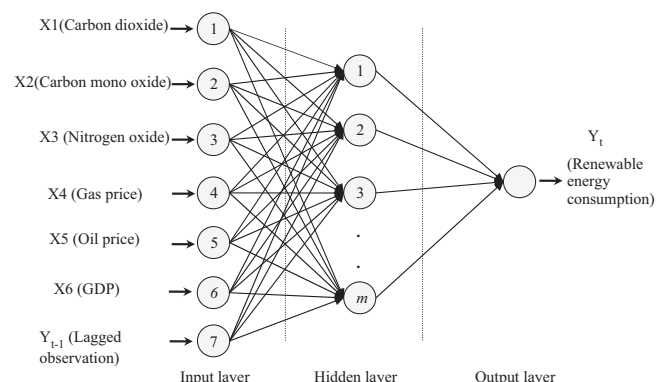 X1(Carbon dioxide)
1
X2(Carbon mono oxide)
2
X3 (Nitrogen oxide)
3
X4 (Gas price)
4
X5 (Oil price)
5
X6 (GDP)
6
Y t-1 (Lagged
observation)
7
1
2
3
.
.
m
Y t
(Renewable
energy
consumption)
Input layer
Hidden layer
Output layer